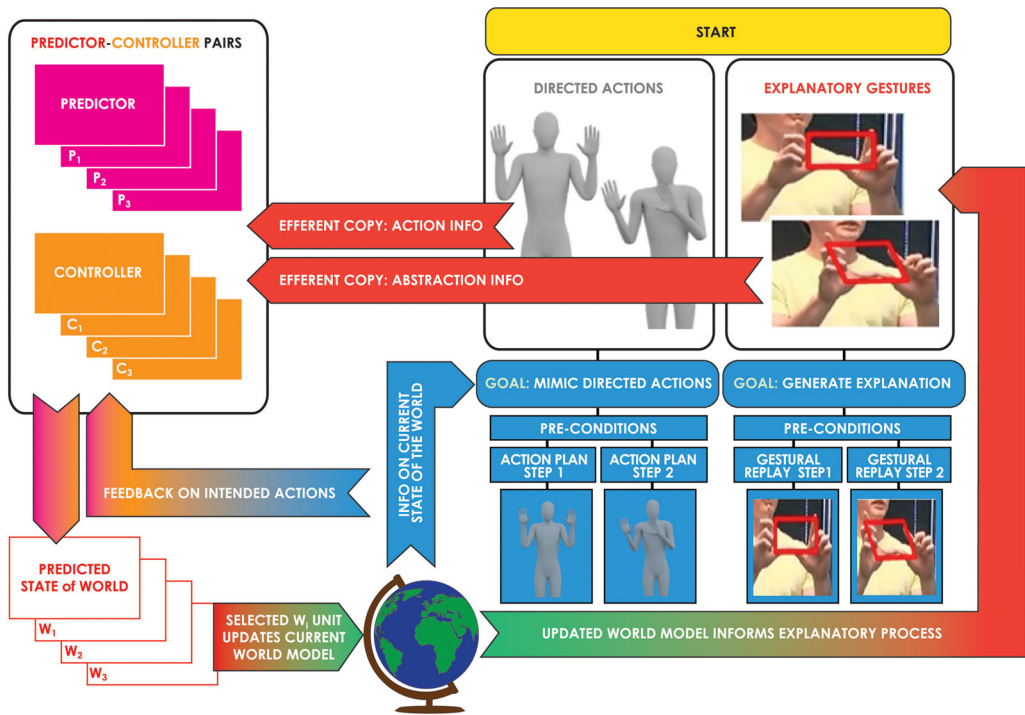 PREDICTOR-CONTROLLER PAIRS
PREDICTOR
P1
P2
P3
CONTROLLER
C1
C2
C3
START
DIRECTED ACTIONS
EXPLANATORY GESTURES
EFFERENT COPY: ACTION INFO
EFFERENT COPY: ABSTRACTION INFO
GOAL: MIMIC DIRECTED ACTIONS
GOAL: GENERATE EXPLANATION
PRE-CONDITIONS
PRE-CONDITIONS
ACTION PLAN
STEP 1
ACTION PLAN
STEP 2
GESTURAL
REPLAY STEP1
GESTURAL
REPLAY STEP 2
INFO ON CURRENT
STATE OF THE WORLD
FEEDBACK ON INTENDED ACTIONS
PREDICTED
STATE of WORLD
W1
W2
W3
SELECTED Wi UNIT
UPDATES CURRENT
WORLD MODEL
UPDATED WORLD MODEL INFORMS EXPLANATORY PROCESS